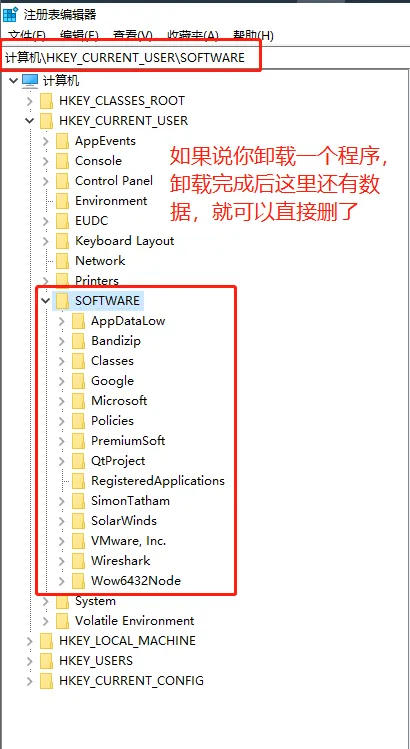 注册表编辑器
文件(F) 编辑(E) 查看(V) 收藏夹(A) 帮助(H)
计算机\HKEY_CURRENT_USER\SOFTWARE
计算机
HKEY_CLASSES_ROOT
HKEY_CURRENT_USER
AppEvents
Console
Control Panel
Environment
EUDC
Keyboard Layout
Network
Printers
如果说你卸载一个程序，
卸载完成后这里还有数
据，就可以直接删了
SOFTWARE
AppDataLow
Bandizip
Classes
Google
Microsoft
Policies
PremiumSoft
QtProject
RegisteredApplications
SimonTatham
SolarWinds
VMware, Inc.
Wireshark
Wow6432Node
System
Volatile Environment
HKEY_LOCAL_MACHINE
HKEY_USERS
HKEY_CURRENT_CONFIG